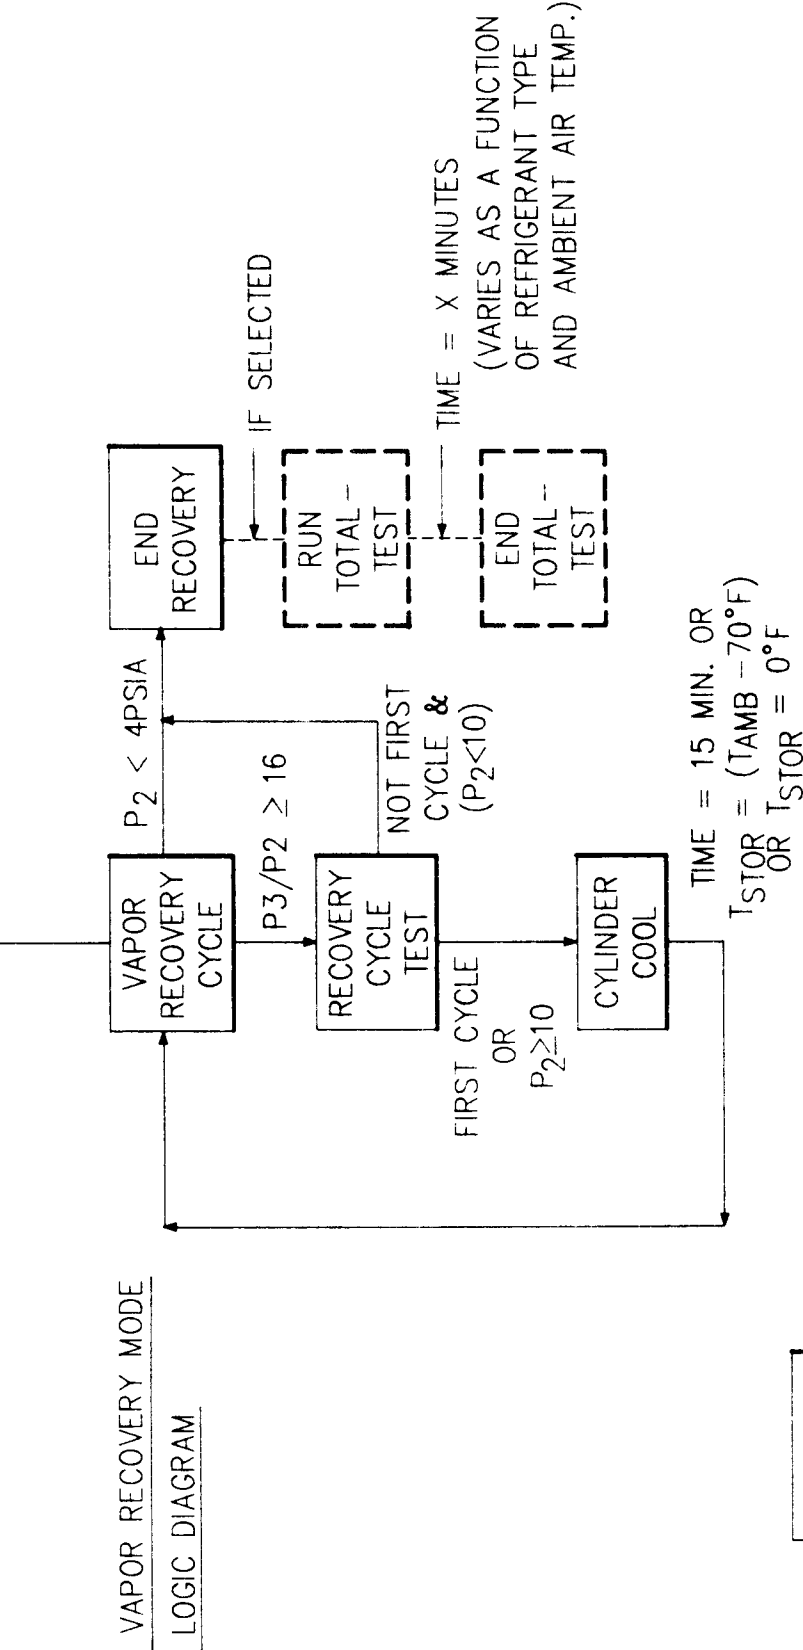 VAPOR RECOVERY MODE
LOGIC DIAGRAM
VAPOR
RECOVERY
CYCLE
P2 < 4PSIA
END
RECOVERY
P3/P2 ≥ 16
IF SELECTED
RECOVERY
CYCLE
TEST
NOT FIRST
CYCLE &
(P2<10)
RUN
TOTAL-
TEST
FIRST CYCLE
OR
P2≥10
TIME = X MINUTES
(VARIES AS A FUNCTION
OF REFRIGERANT TYPE
AND AMBIENT AIR TEMP.)
END
TOTAL-
TEST
CYLINDER
COOL
TIME = 15 MIN. OR
TSTOR = (TAMB -70°F)
OR TSTOR = 0°F